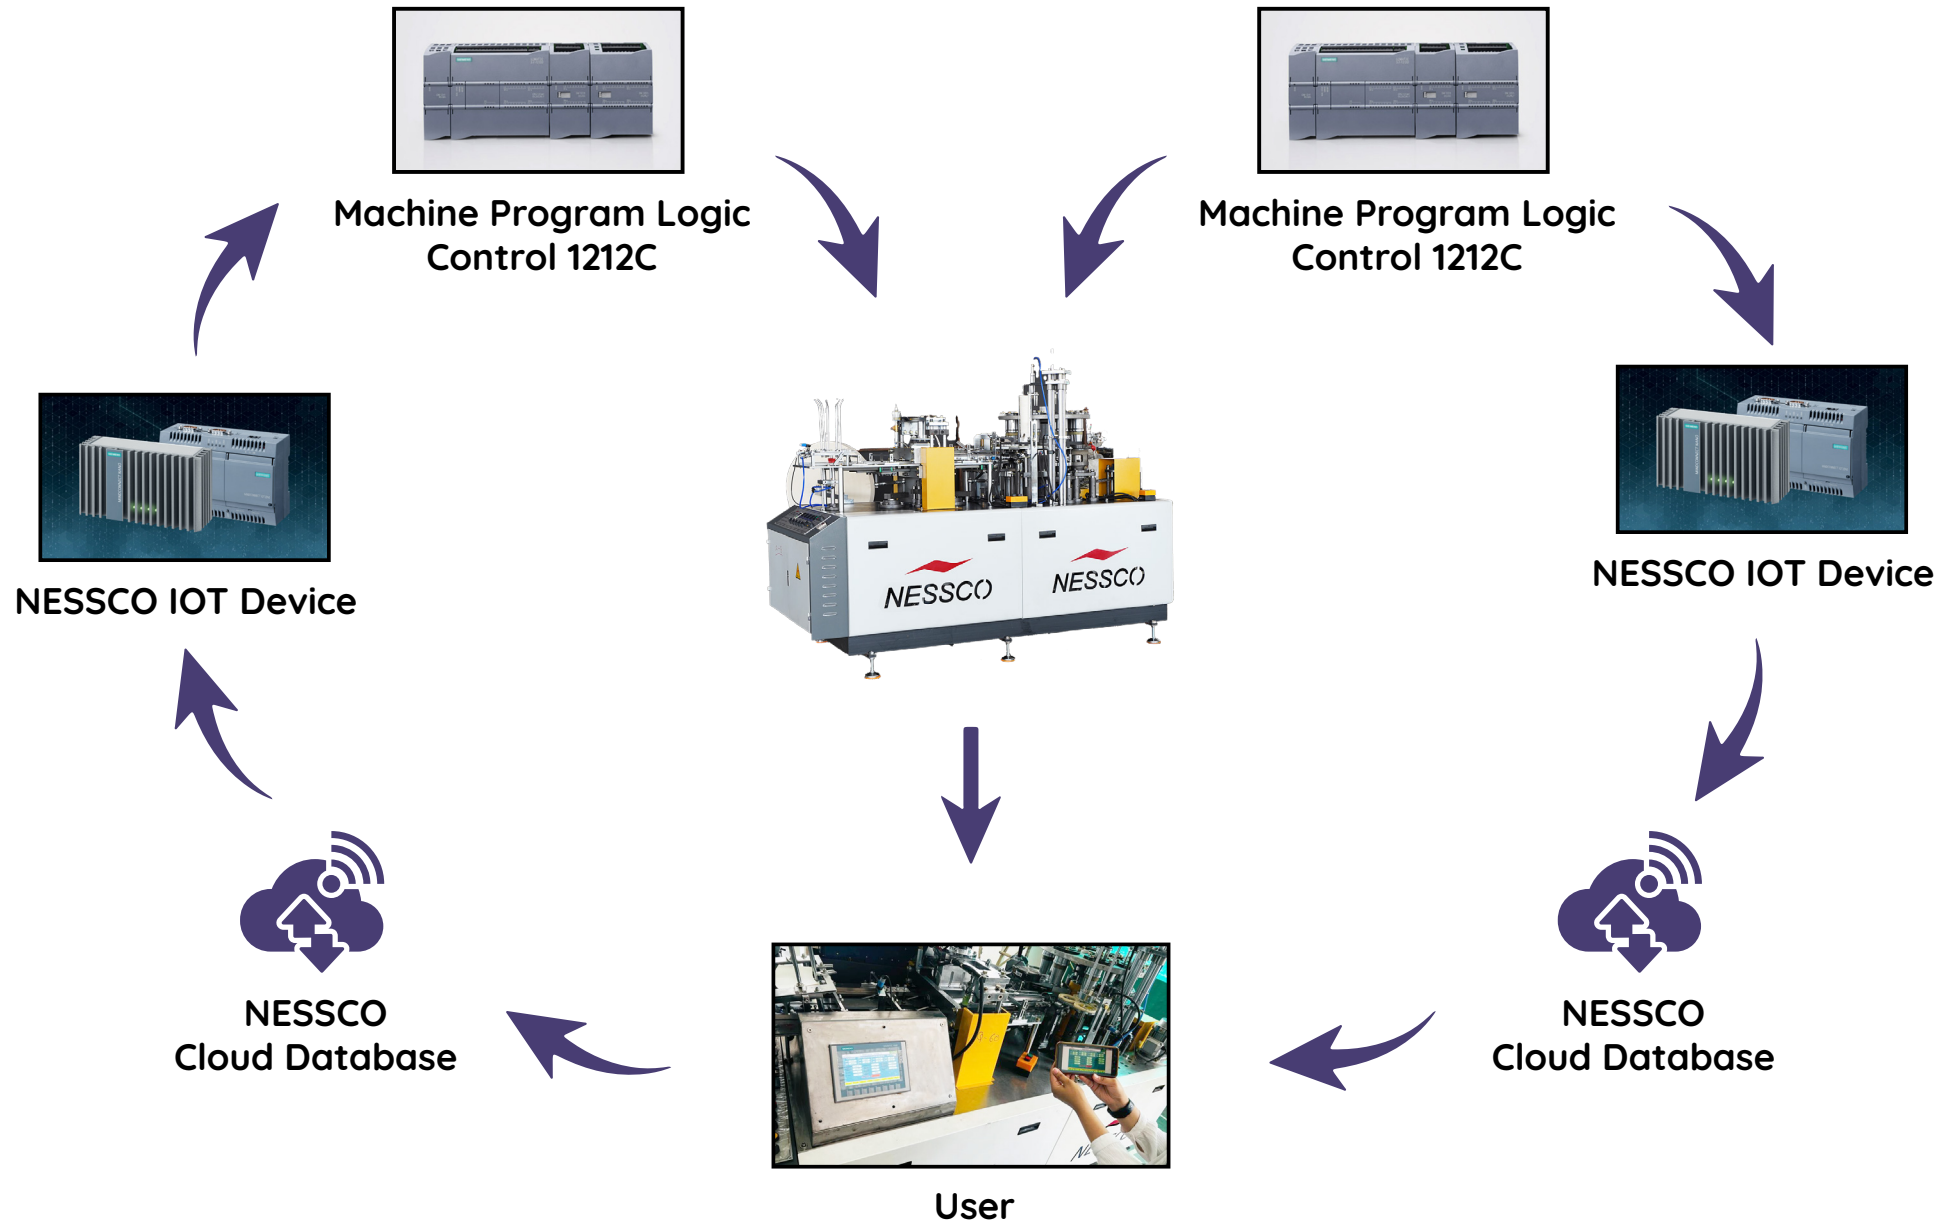 Machine Program Logic
Control 1212C
Machine Program Logic
Control 1212C
NESSCO IOT Device
NESSCO IOT Device
NESSCO
NESSCO
NESSCO
Cloud Database
NESSCO
Cloud Database
User